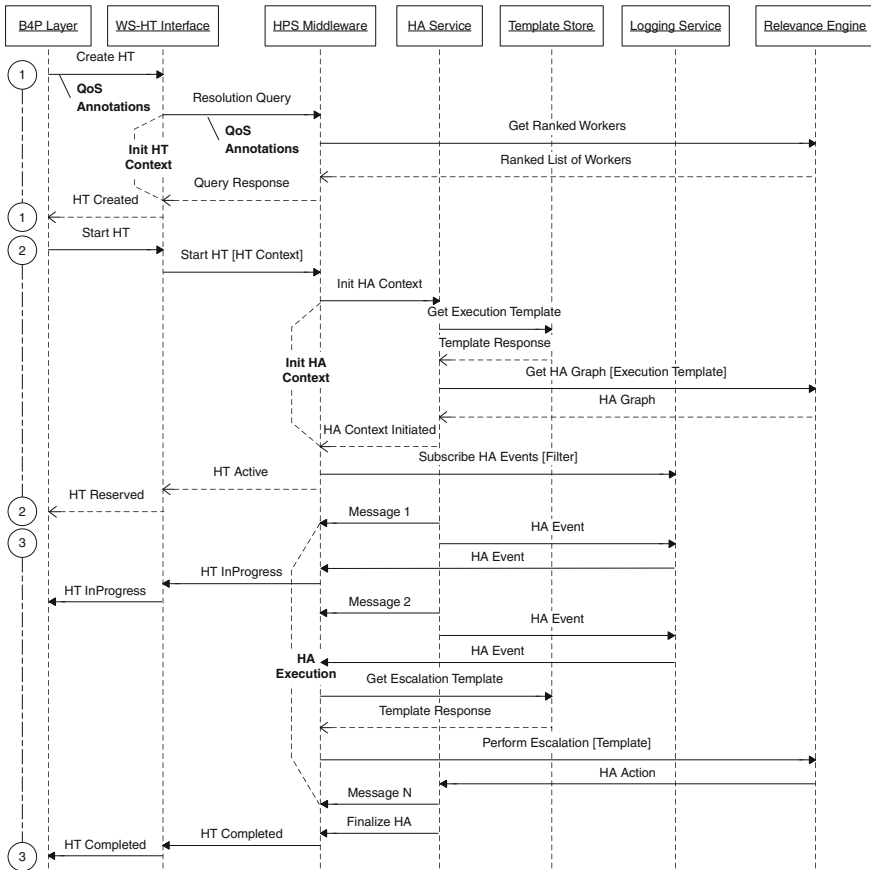 B4P Layer
WS-HT Interface
HPS Middleware
HA Service
Template Store
Logging Service
Relevance Engine
Create HT
1
QoS
Annotations
Resolution Query
QoS
Annotations
Get Ranked Workers
Init HT
Context
Ranked List of Workers
Query Response
HT Created
1
Start HT
2
Start HT [HT Context]
Init HA Context
Get Execution Template
Template Response
Init HA
Context
Get HA Graph [Execution Template]
HA Graph
HA Context Initiated
Subscribe HA Events [Filter]
HT Active
HT Reserved
2
Message 1
3
HA Event
HA Event
HT InProgress
HT InProgress
Message 2
HA Event
HA Event
HA
Execution
Get Escalation Template
Template Response
Perform Escalation [Template]
HA Action
Message N
Finalize HA
HT Completed
HT Completed
3